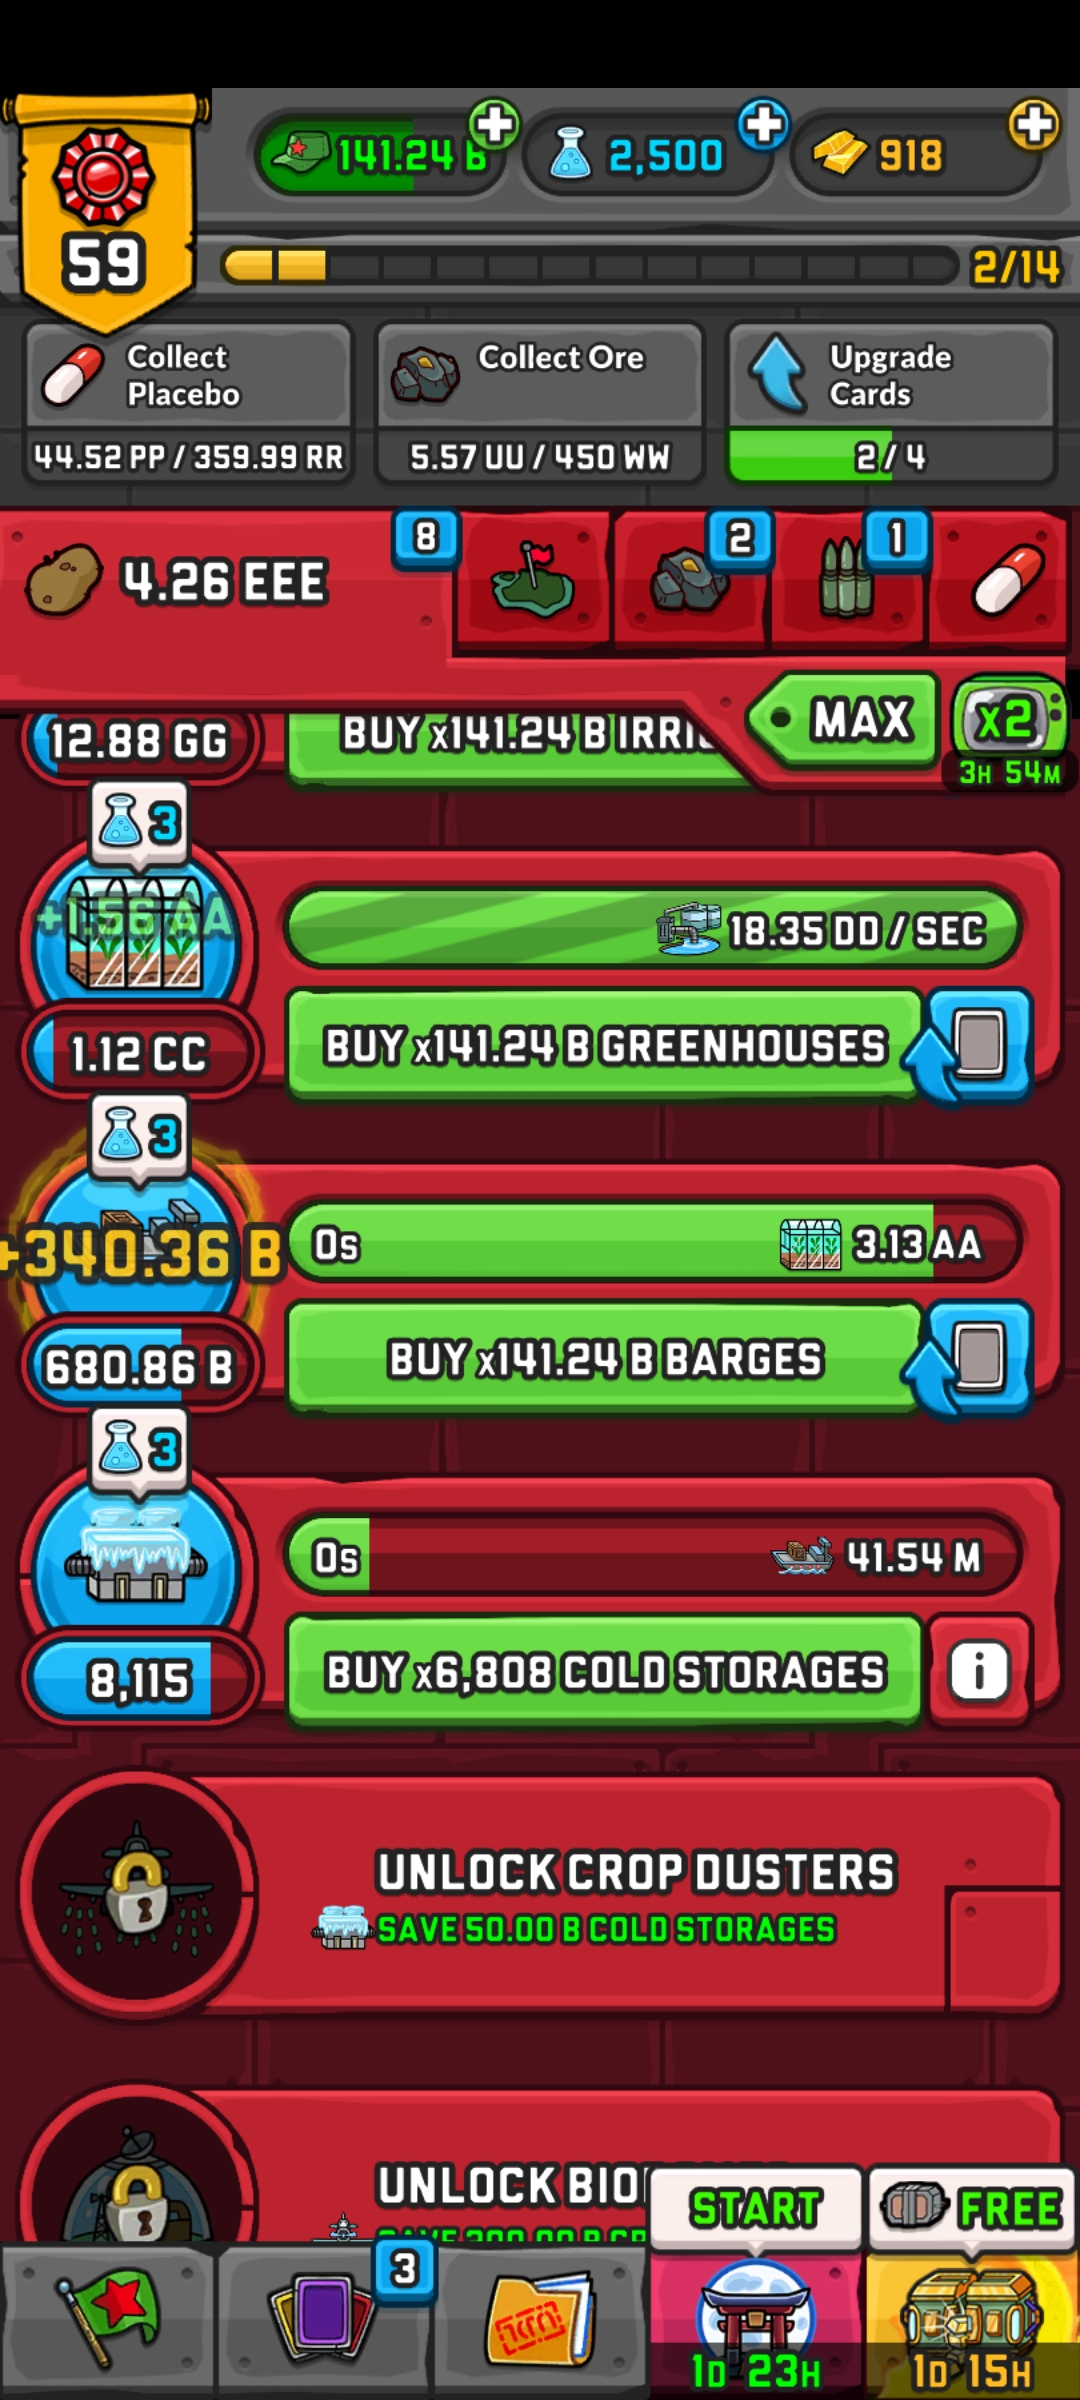 141.24 B
2,500
918
59
2/14
Collect
Placebo
44.52 PP / 359.99 RR
Collect Ore
5.57 UU / 450 WW
Upgrade
Cards
2 / 4
4.26 EEE
8
2
1
MAX
x2
3H 54M
12.88 GG
BUY x141.24 B
3
+1.56 AA
18.35 DD / SEC
1.12 CC
BUY x141.24 B GREENHOUSES
3
+340.36 B
0s
3.13 AA
680.86 B
BUY x141.24 B BARGES
3
0s
41.54 M
8,115
BUY x6,808 COLD STORAGES
i
UNLOCK CROP DUSTERS
SAVE 50.00 B COLD STORAGES
UNLOCK
START
FREE
3
1D 23H
1D 15H